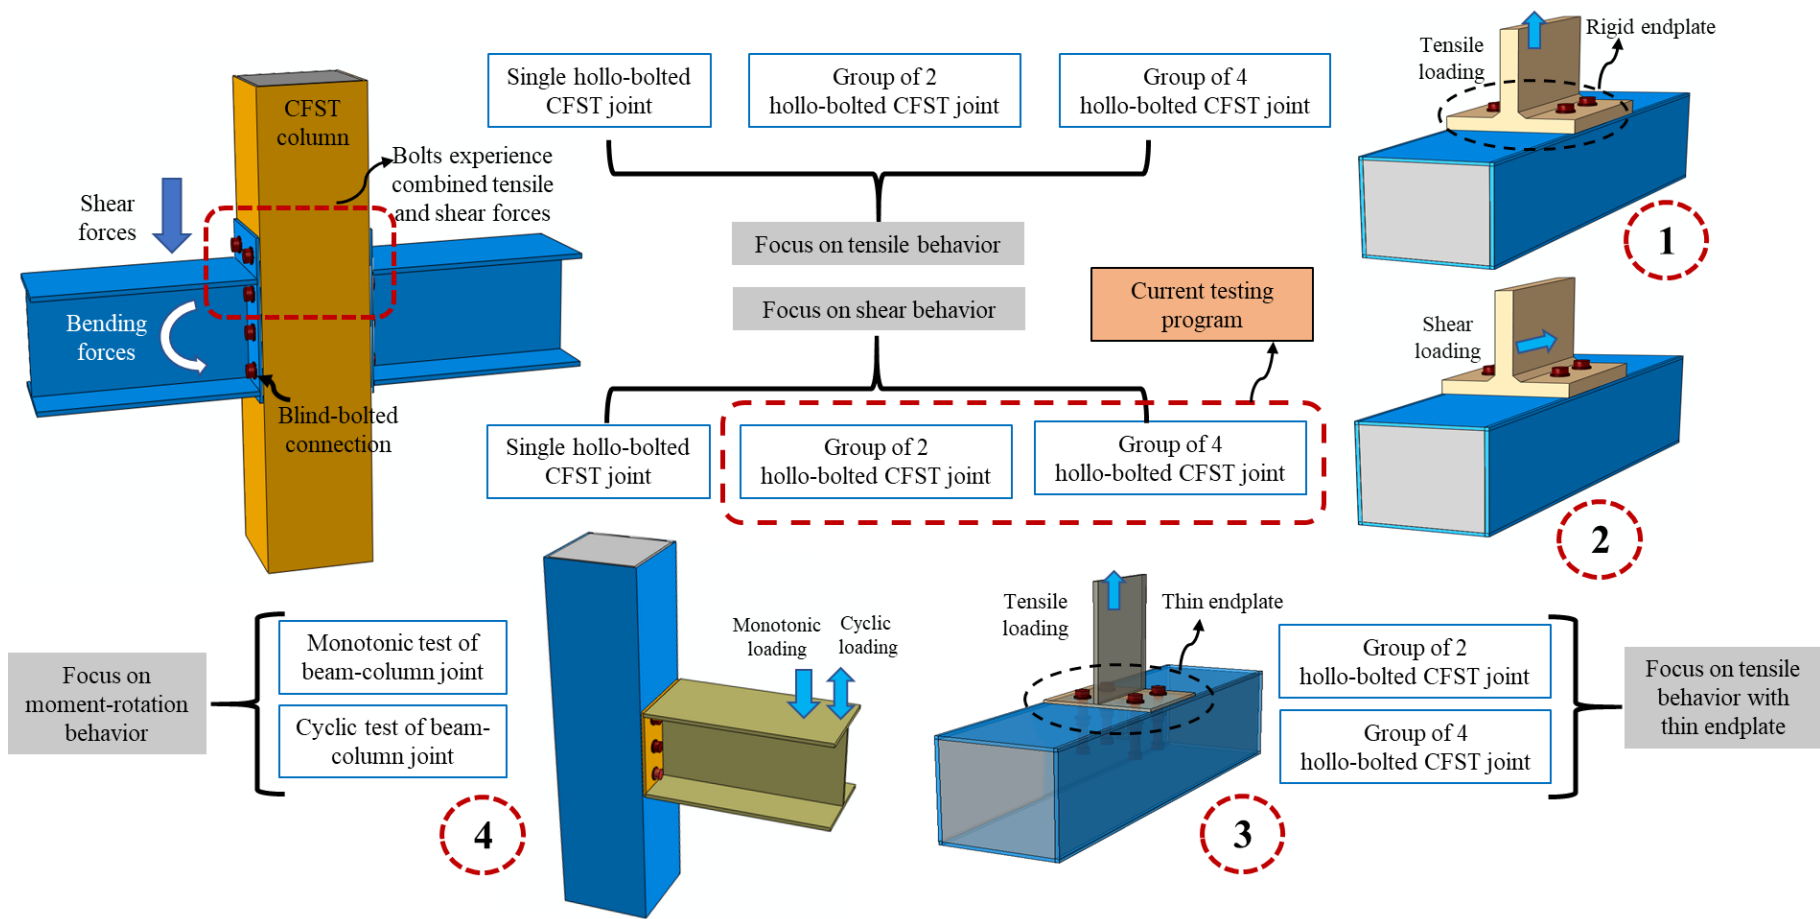 CFST
column
Bolts experience
combined tensile
and shear forces
Shear
forces
Bending
forces
Blind-bolted
connection
Single hollo-bolted
CFST joint
Group of 2
hollo-bolted CFST joint
Group of 4
hollo-bolted CFST joint
Focus on tensile behavior
Focus on shear behavior
Current testing
program
Single hollo-bolted
CFST joint
Group of 2
hollo-bolted CFST joint
Group of 4
hollo-bolted CFST joint
Tensile
loading
Rigid endplate
1
Shear
loading
2
Focus on
moment-rotation
behavior
Monotonic test of
beam-column joint
Cyclic test of beam-
column joint
Monotonic
loading
Cyclic
loading
4
Tensile
loading
Thin endplate
3
Group of 2
hollo-bolted CFST joint
Group of 4
hollo-bolted CFST joint
Focus on tensile
behavior with
thin endplate